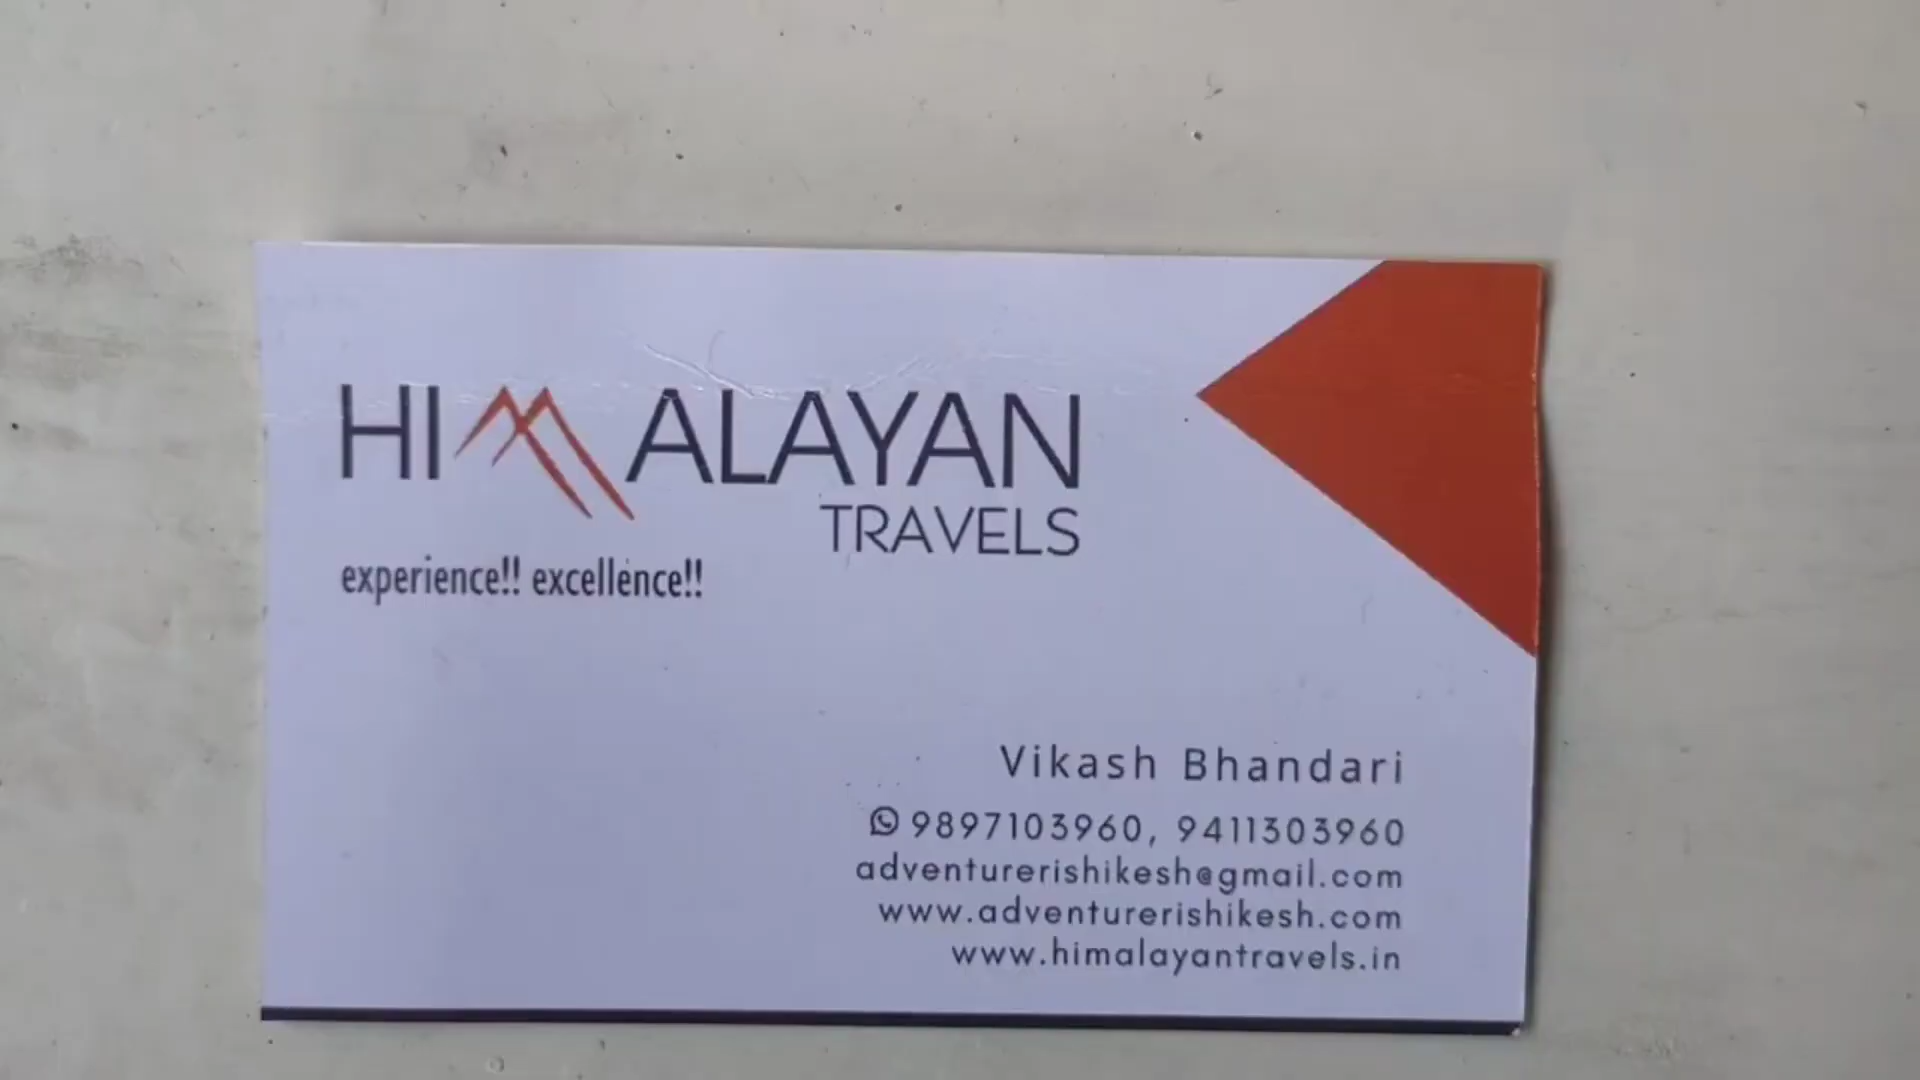 HIMALAYAN
TRAVELS
experience!! excellence!!
Vikash Bhandari
9897103960, 9411303960
adventurerishikesh@gmail.com
www.adventurerishikesh.com
www.himalayantravels.in